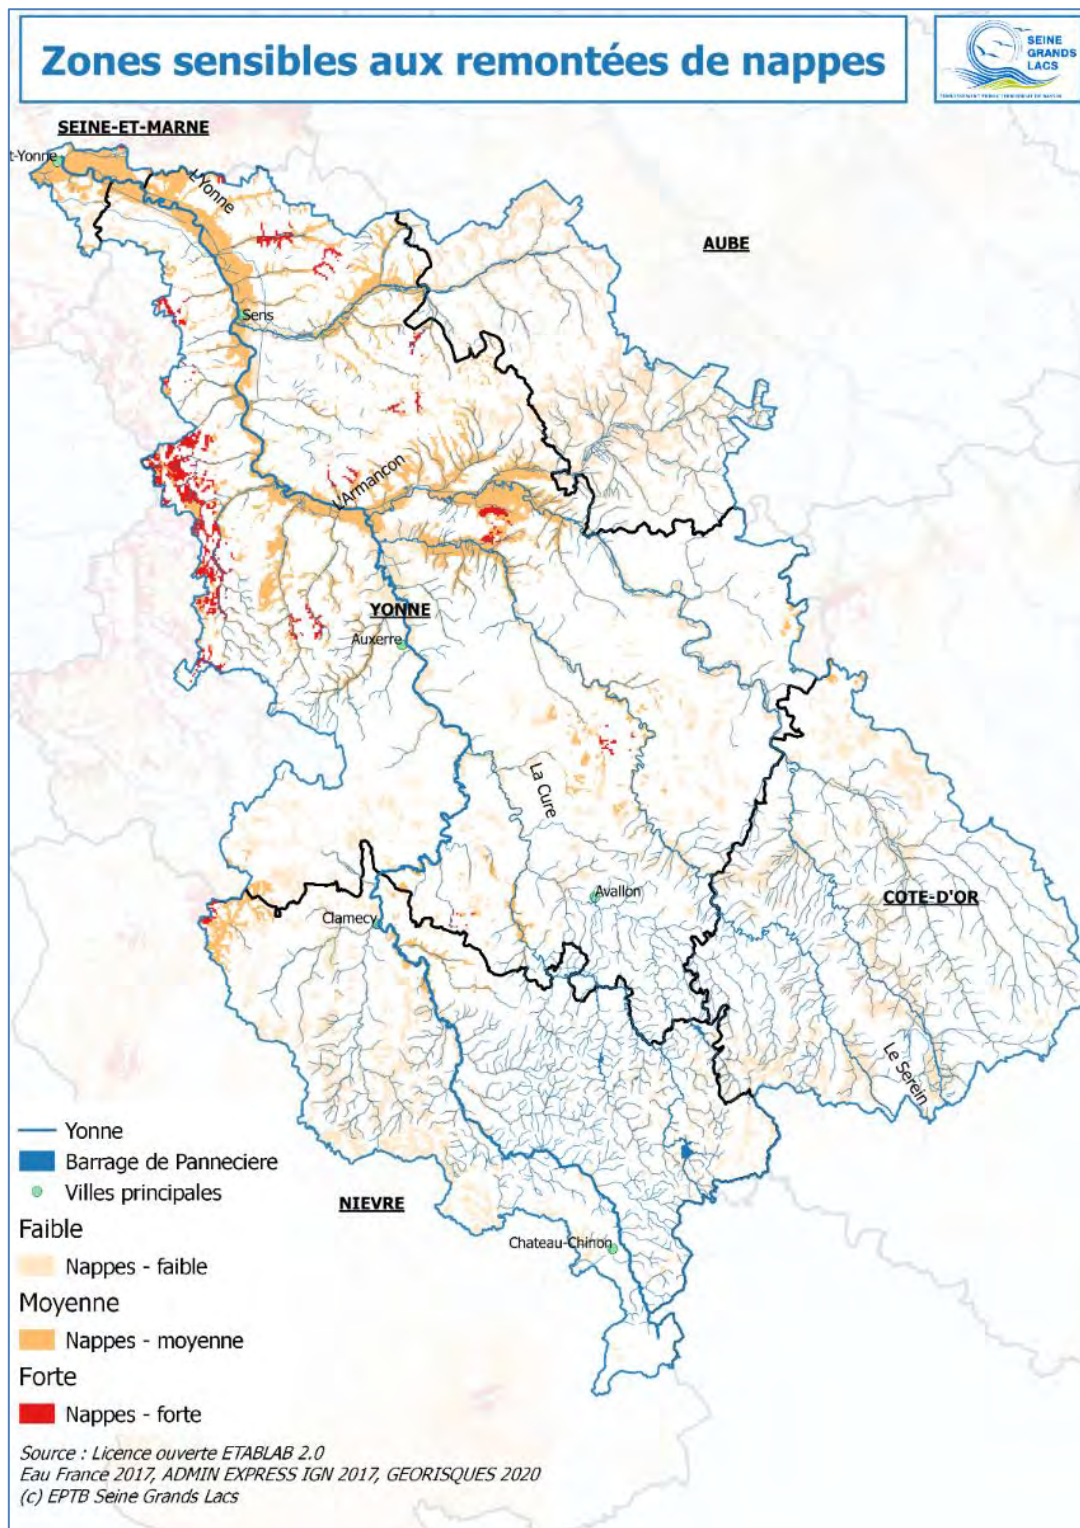 Zones sensibles aux remontées de nappes
SEINE
GRANDS
LACS
SEINE-ET-MARNE
t-Yonne
L'Yonne
AUBE
Sens
L'Armancon
YONNE
Auxerre
La Cure
Avallon
COTE-D'OR
Clamecy
Le Serein
Yonne
Barrage de Panneciere
Villes principales
NIEVRE
Faible
Chateau-Chinon
Nappes - faible
Moyenne
Nappes - moyenne
Forte
Nappes - forte
Source : Licence ouverte ETABLAB 2.0
Eau France 2017, ADMIN EXPRESS IGN 2017, GEORISQUES 2020
(c) EPTB Seine Grands Lacs